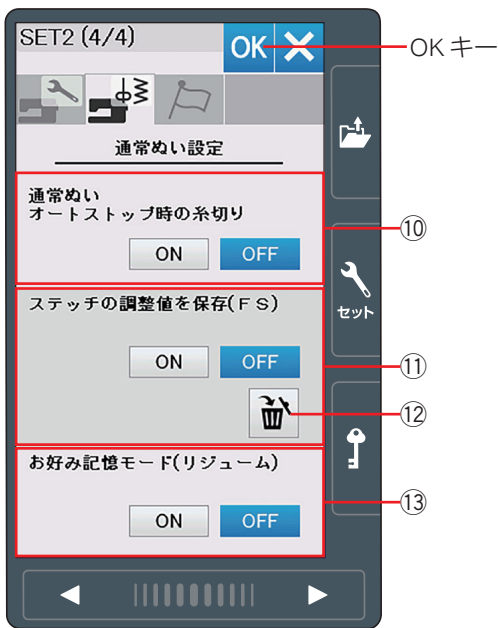 SET2 (4/4)
OK
OKキー
通常ぬい設定
通常ぬい
オートストップ時の糸切り
ON OFF
⑩
ステッチの調整値を保存(FS)
ON OFF
⑪
⑫
セット
お好み記憶モード(リジューム)
ON OFF
⑬